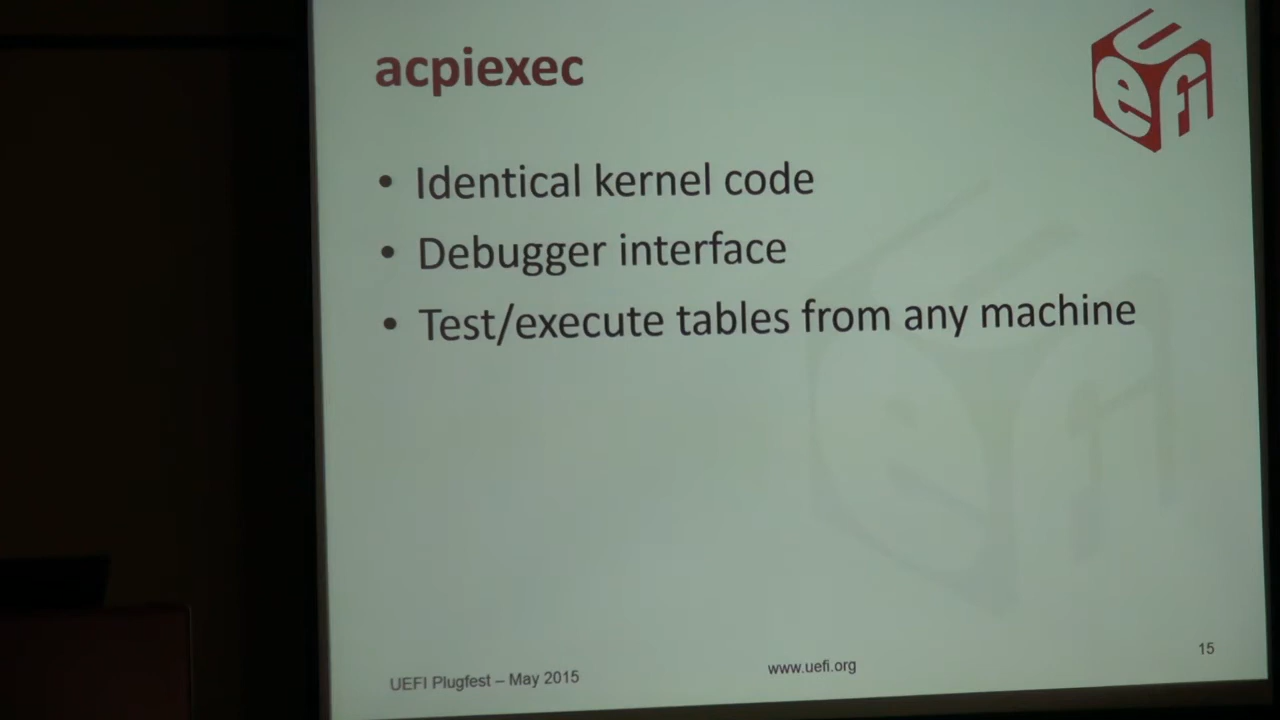 acpiexec
UEFI
• Identical kernel code
• Debugger interface
• Test/execute tables from any machine
UEFI Plugfest – May 2015
www.uefi.org
15